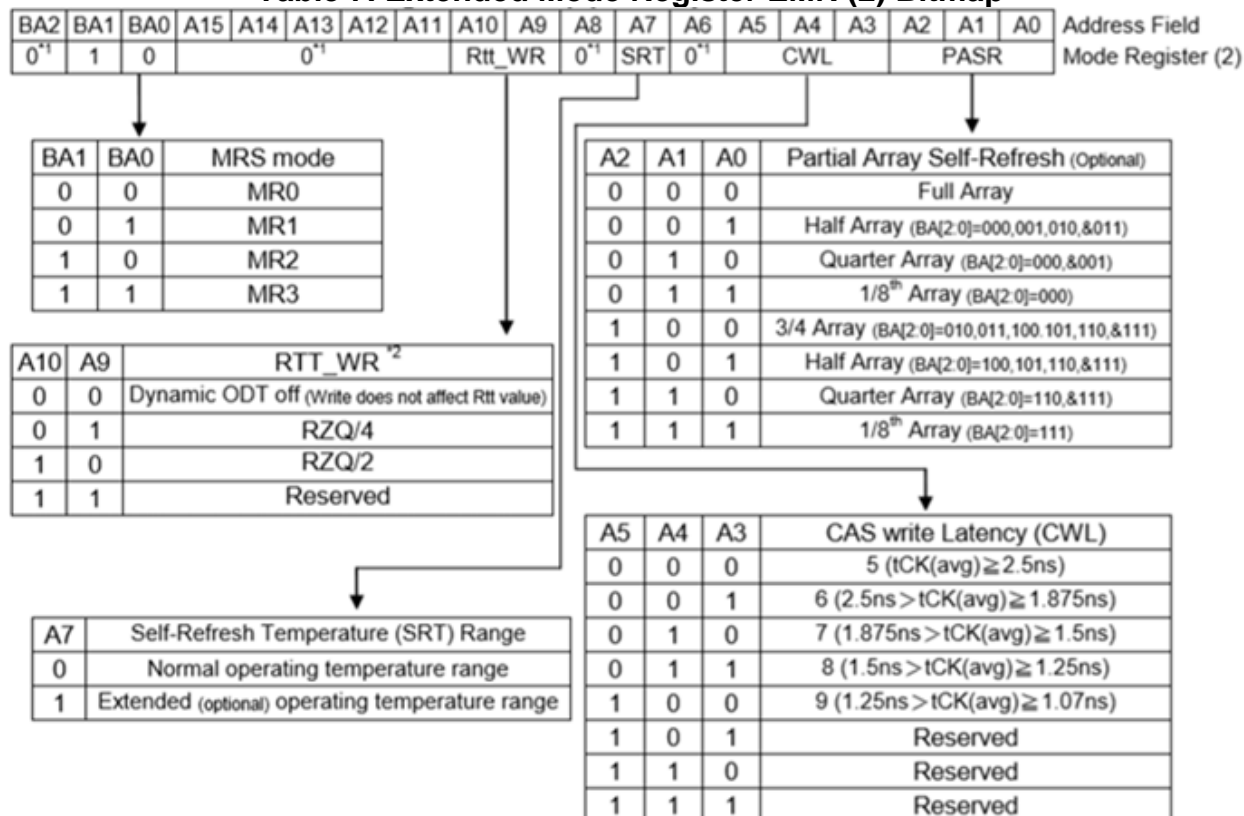 Table 7. Extended Mode Register EMR (2) Bitmap
BA2 BA1 BA0 A15 A14 A13 A12 A11 A10 A9 A8 A7 A6 A5 A4 A3 A2 A1 A0 Address Field
0*1 1 0 0*1 Rtt_WR 0*1 SRT 0*1 CWL PASR Mode Register (2)
BA1 BA0 MRS mode
0 0 MR0
0 1 MR1
1 0 MR2
1 1 MR3
A2 A1 A0 Partial Array Self-Refresh (Optional)
0 0 0 Full Array
0 0 1 Half Array (BA[2:0]=000,001,010,&011)
0 1 0 Quarter Array (BA[2:0]=000,&001)
0 1 1 1/8th Array (BA[2:0]=000)
1 0 0 3/4 Array (BA[2:0]=010,011,100.101,110,&111)
1 0 1 Half Array (BA[2:0]=100,101,110,&111)
1 1 0 Quarter Array (BA[2:0]=110,&111)
1 1 1 1/8th Array (BA[2:0]=111)
A10 A9 RTT_WR *2
0 0 Dynamic ODT off (Write does not affect Rtt value)
0 1 RZQ/4
1 0 RZQ/2
1 1 Reserved
A5 A4 A3 CAS write Latency (CWL)
0 0 0 5 (tCK(avg)≧2.5ns)
0 0 1 6 (2.5ns>tCK(avg)≧1.875ns)
0 1 0 7 (1.875ns>tCK(avg)≧1.5ns)
0 1 1 8 (1.5ns>tCK(avg)≧1.25ns)
1 0 0 9 (1.25ns>tCK(avg)≧1.07ns)
1 0 1 Reserved
1 1 0 Reserved
1 1 1 Reserved
A7 Self-Refresh Temperature (SRT) Range
0 Normal operating temperature range
1 Extended (optional) operating temperature range